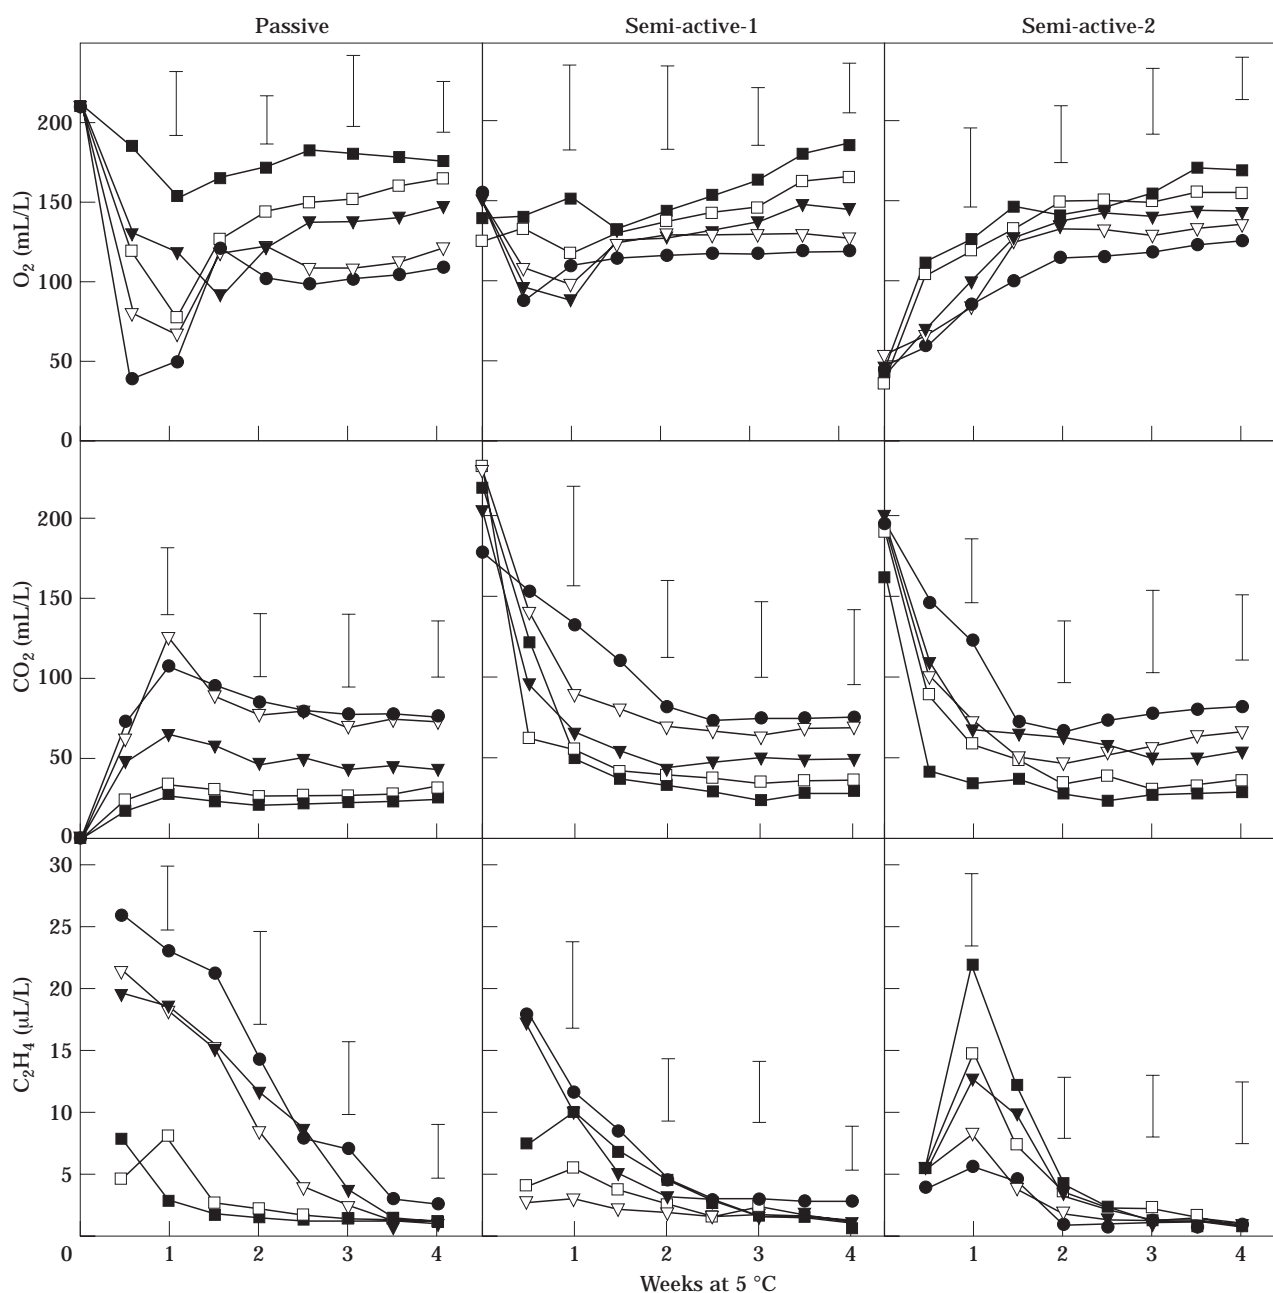 Passive Semi-active-1 Semi-active-2
200
150
100
50
0
O₂ (mL/L)
200
150
100
50
0
CO₂ (mL/L)
30
25
20
15
10
5
0
C₂H₄ (μL/L)
1 2 3 4 1 2 3 4 1 2 3 4
Weeks at 5 °C